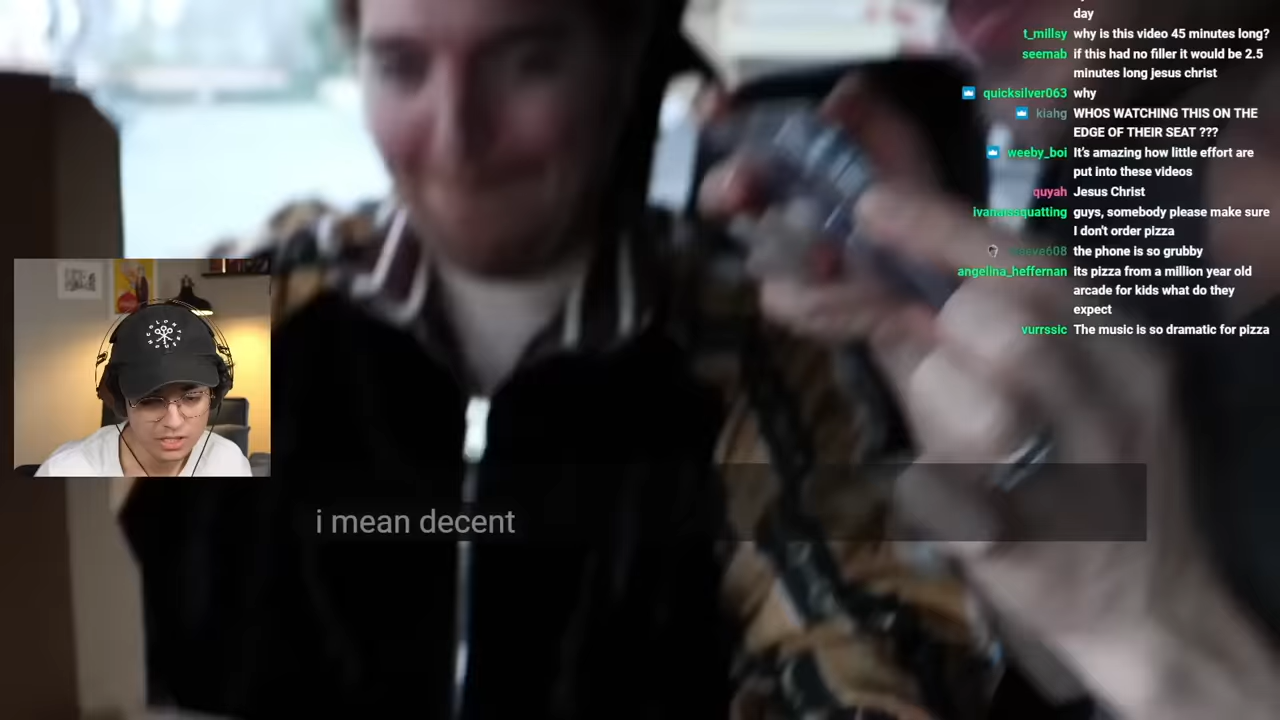 day
t_millsy why is this video 45 minutes long?
seemab if this had no filler it would be 2.5
minutes long jesus christ
quicksilver063 why
kiahg WHOS WATCHING THIS ON THE
EDGE OF THEIR SEAT ???
weeby_boi It's amazing how little effort are
put into these videos
quyah Jesus Christ
guys, somebody please make sure
I don't order pizza
the phone is so grubby
angelina_heffernan its pizza from a million year old
arcade for kids what do they
expect
vurrssic The music is so dramatic for pizza
i mean decent